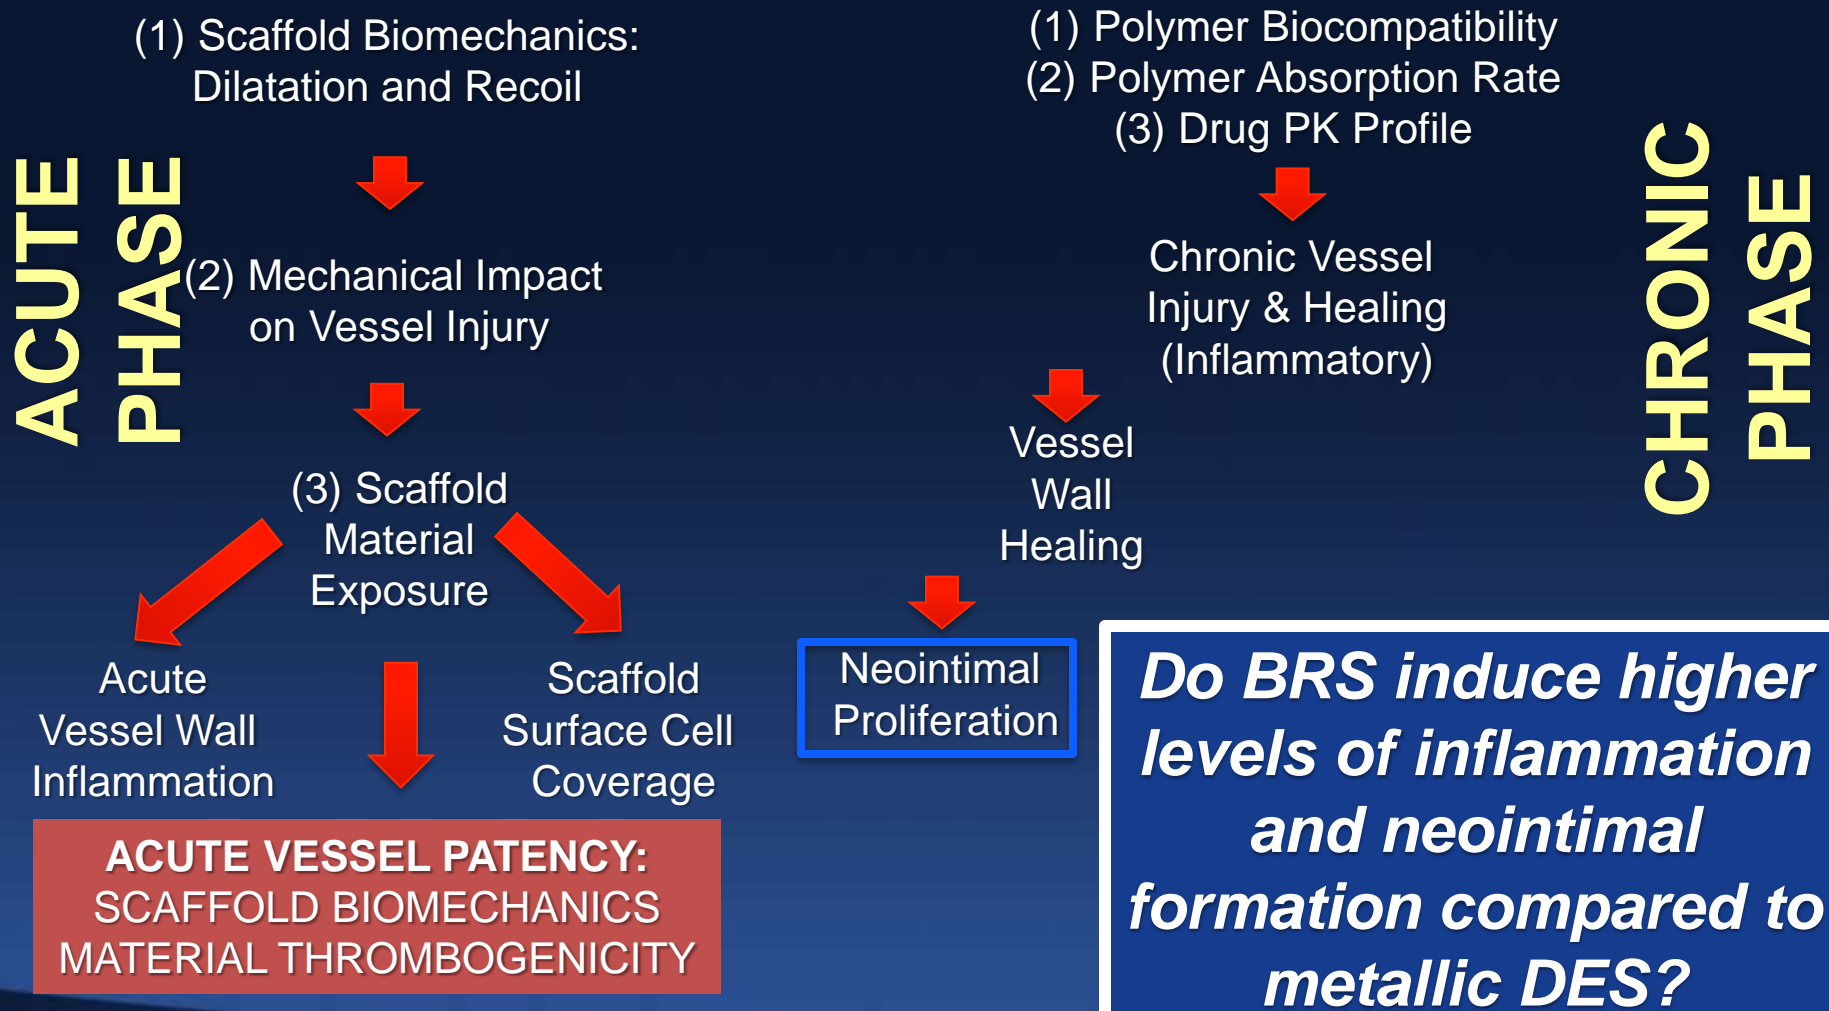 (1) Scaffold Biomechanics:
Dilatation and Recoil
ACUTE
PHASE
(2) Mechanical Impact
on Vessel Injury
(3) Scaffold
Material
Exposure
Acute
Vessel Wall
Inflammation
Scaffold
Surface Cell
Coverage
ACUTE VESSEL PATENCY:
SCAFFOLD BIOMECHANICS
MATERIAL THROMBOGENICITY
(1) Polymer Biocompatibility
(2) Polymer Absorption Rate
(3) Drug PK Profile
CHRONIC
PHASE
Chronic Vessel
Injury & Healing
(Inflammatory)
Vessel
Wall
Healing
Neointimal
Proliferation
Do BRS induce higher
levels of inflammation
and neointimal
formation compared to
metallic DES?